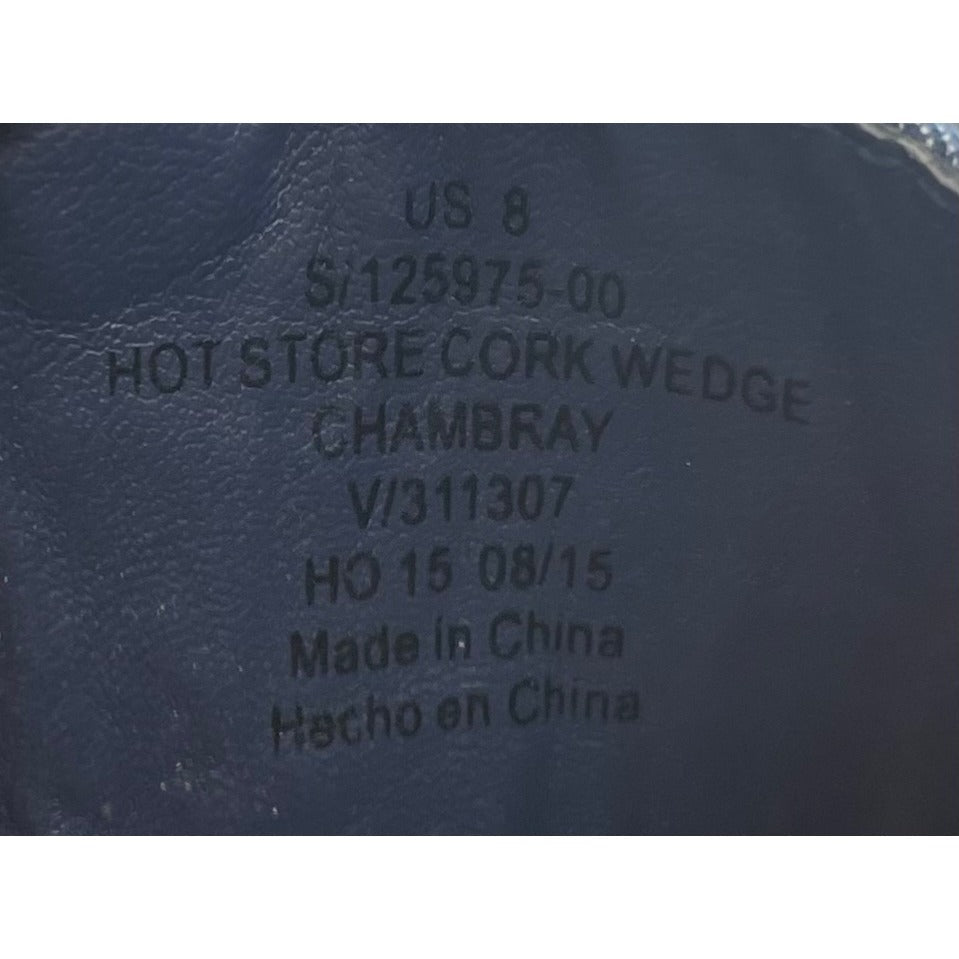 US 8
S/125975-00
HOT STORE CORK WEDGE
CHAMBRAY
V/311307
HO 15 08/15
Made in China
Hecho en China